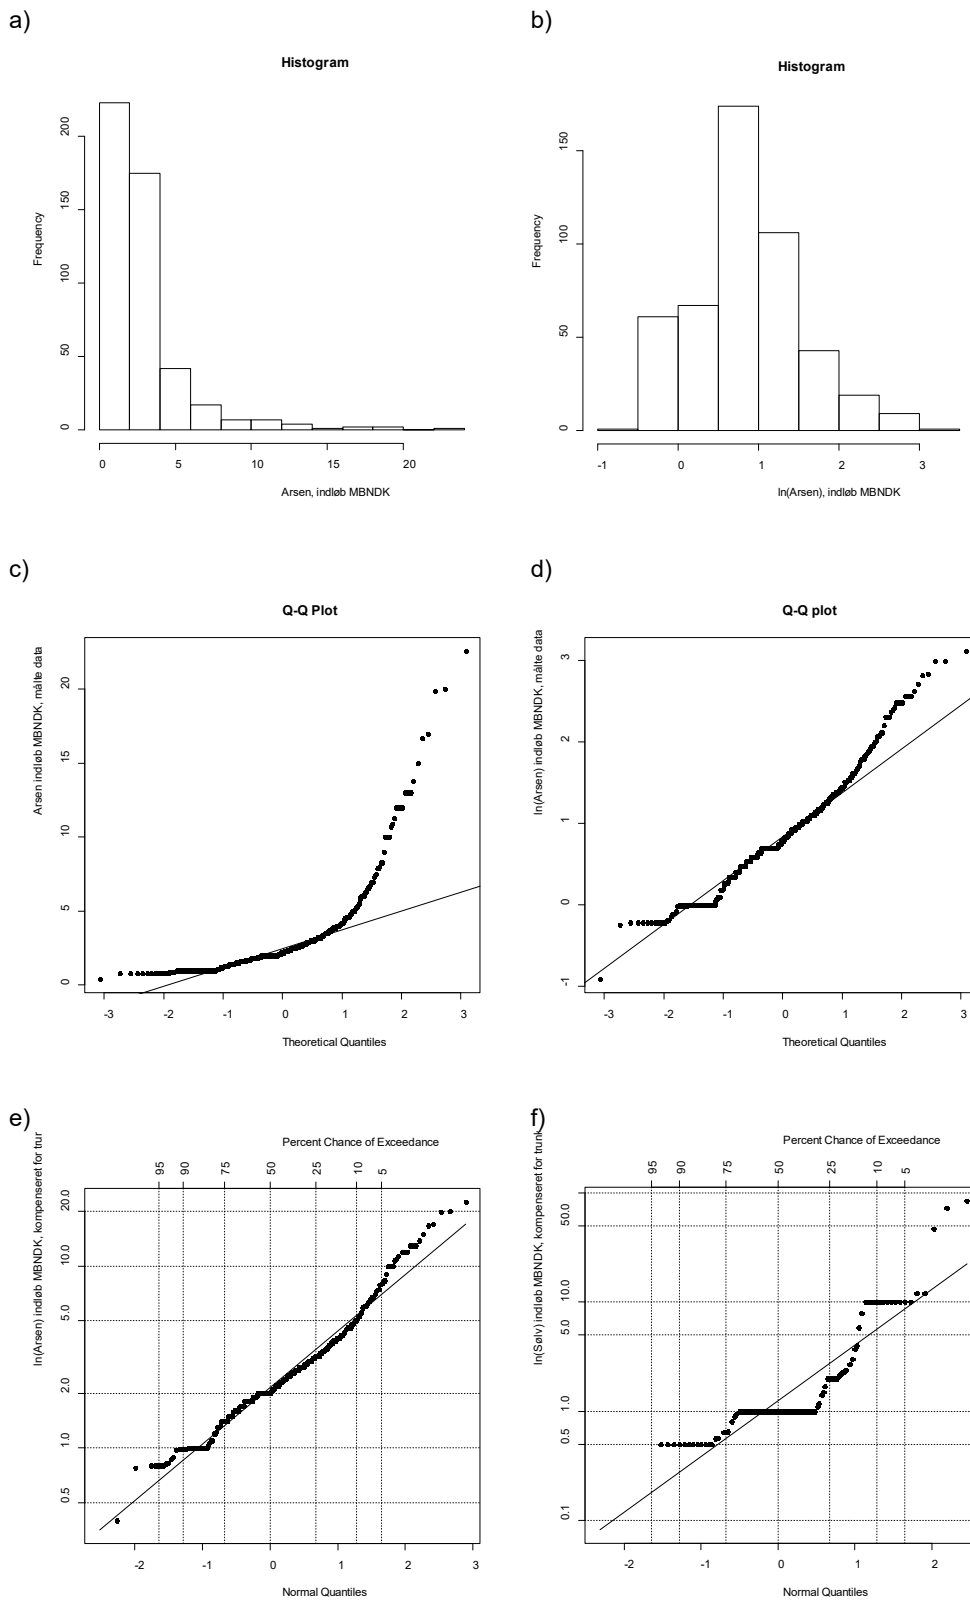 a)
b)
Histogram
Histogram
Frequency
0 50 100 150 200
0 5 10 15 20
Arsen, indløb MBNDK
Frequency
0 50 100 150
-1 0 1 2 3
ln(Arsen), indløb MBNDK
c)
d)
Q-Q Plot
Q-Q plot
Arsen indløb MBNDK, målte data
0 5 10 15 20
-3 -2 -1 0 1 2 3
Theoretical Quantiles
ln(Arsen) indløb MBNDK, målte data
-1 0 1 2 3
-3 -2 -1 0 1 2 3
Theoretical Quantiles
e)
f)
Percent Chance of Exceedance
95 90 75 50 25 10 5
ln(Arsen) indløb MBNDK, kompenseret for trur
0.5 1.0 2.0 5.0 10.0 20.0
-2 -1 0 1 2 3
Normal Quantiles
Percent Chance of Exceedance
95 90 75 50 25 10 5
ln(Sølv) indløb MBNDK, kompenseret for trunk
0.1 0.5 1.0 5.0 10.0 50.0
-2 -1 0 1 2
Normal Quantiles